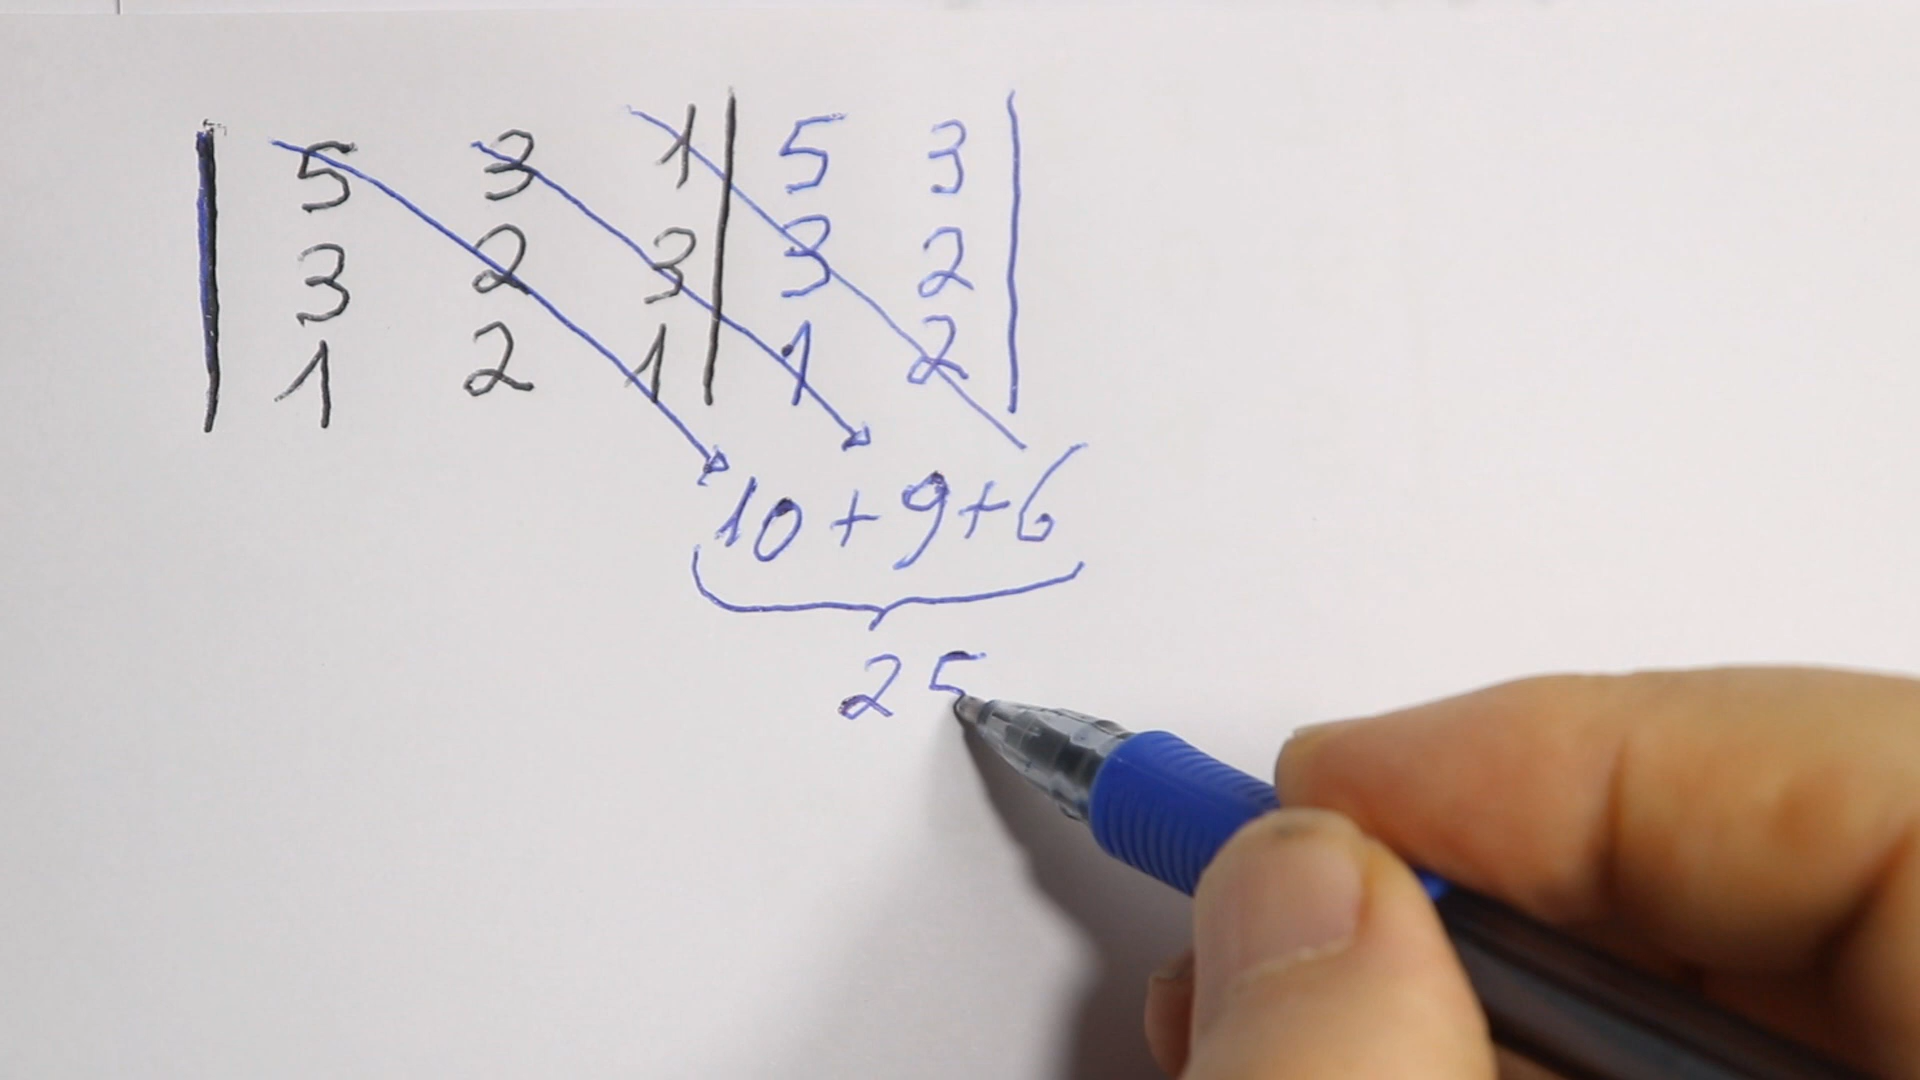 | 5 3 1 | 5 3 |
| 3 2 3 | 3 2 |
| 1 2 1 | 1 2 |
10 + 9 + 6
25